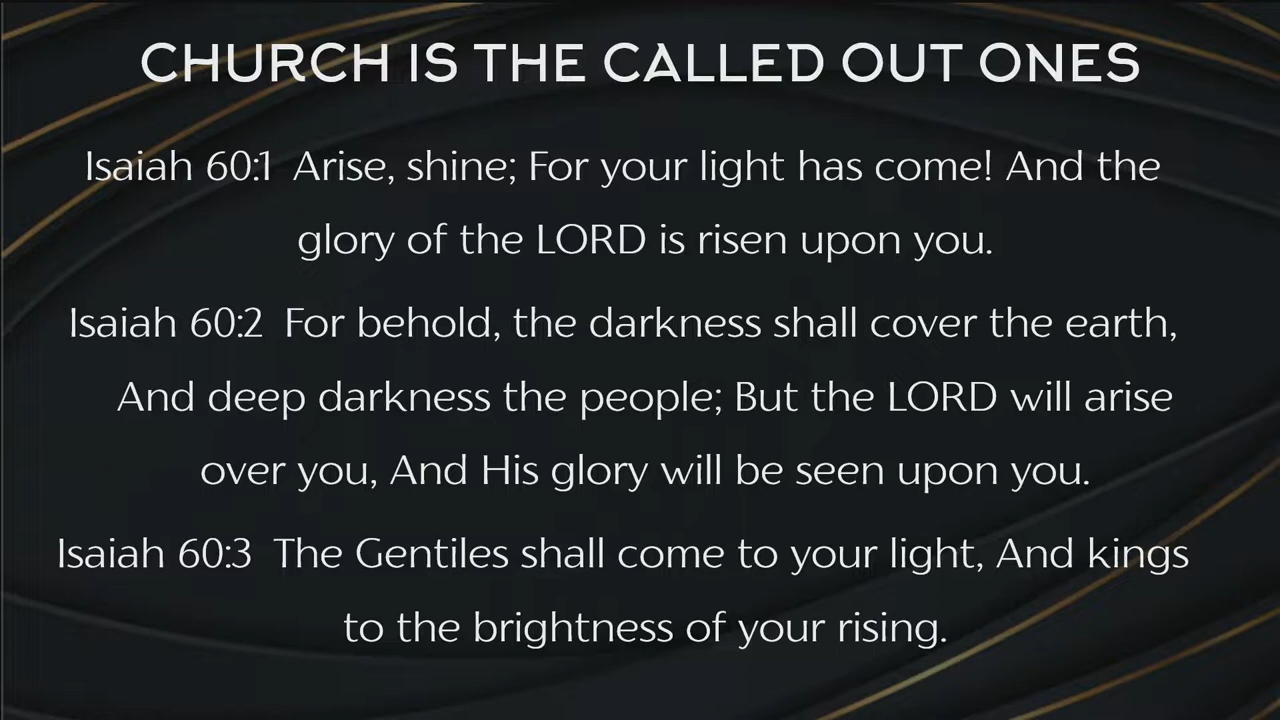 CHURCH IS THE CALLED OUT ONES
Isaiah 60:1 Arise, shine; For your light has come! And the
glory of the LORD is risen upon you.
Isaiah 60:2 For behold, the darkness shall cover the earth,
And deep darkness the people; But the LORD will arise
over you, And His glory will be seen upon you.
Isaiah 60:3 The Gentiles shall come to your light, And kings
to the brightness of your rising.